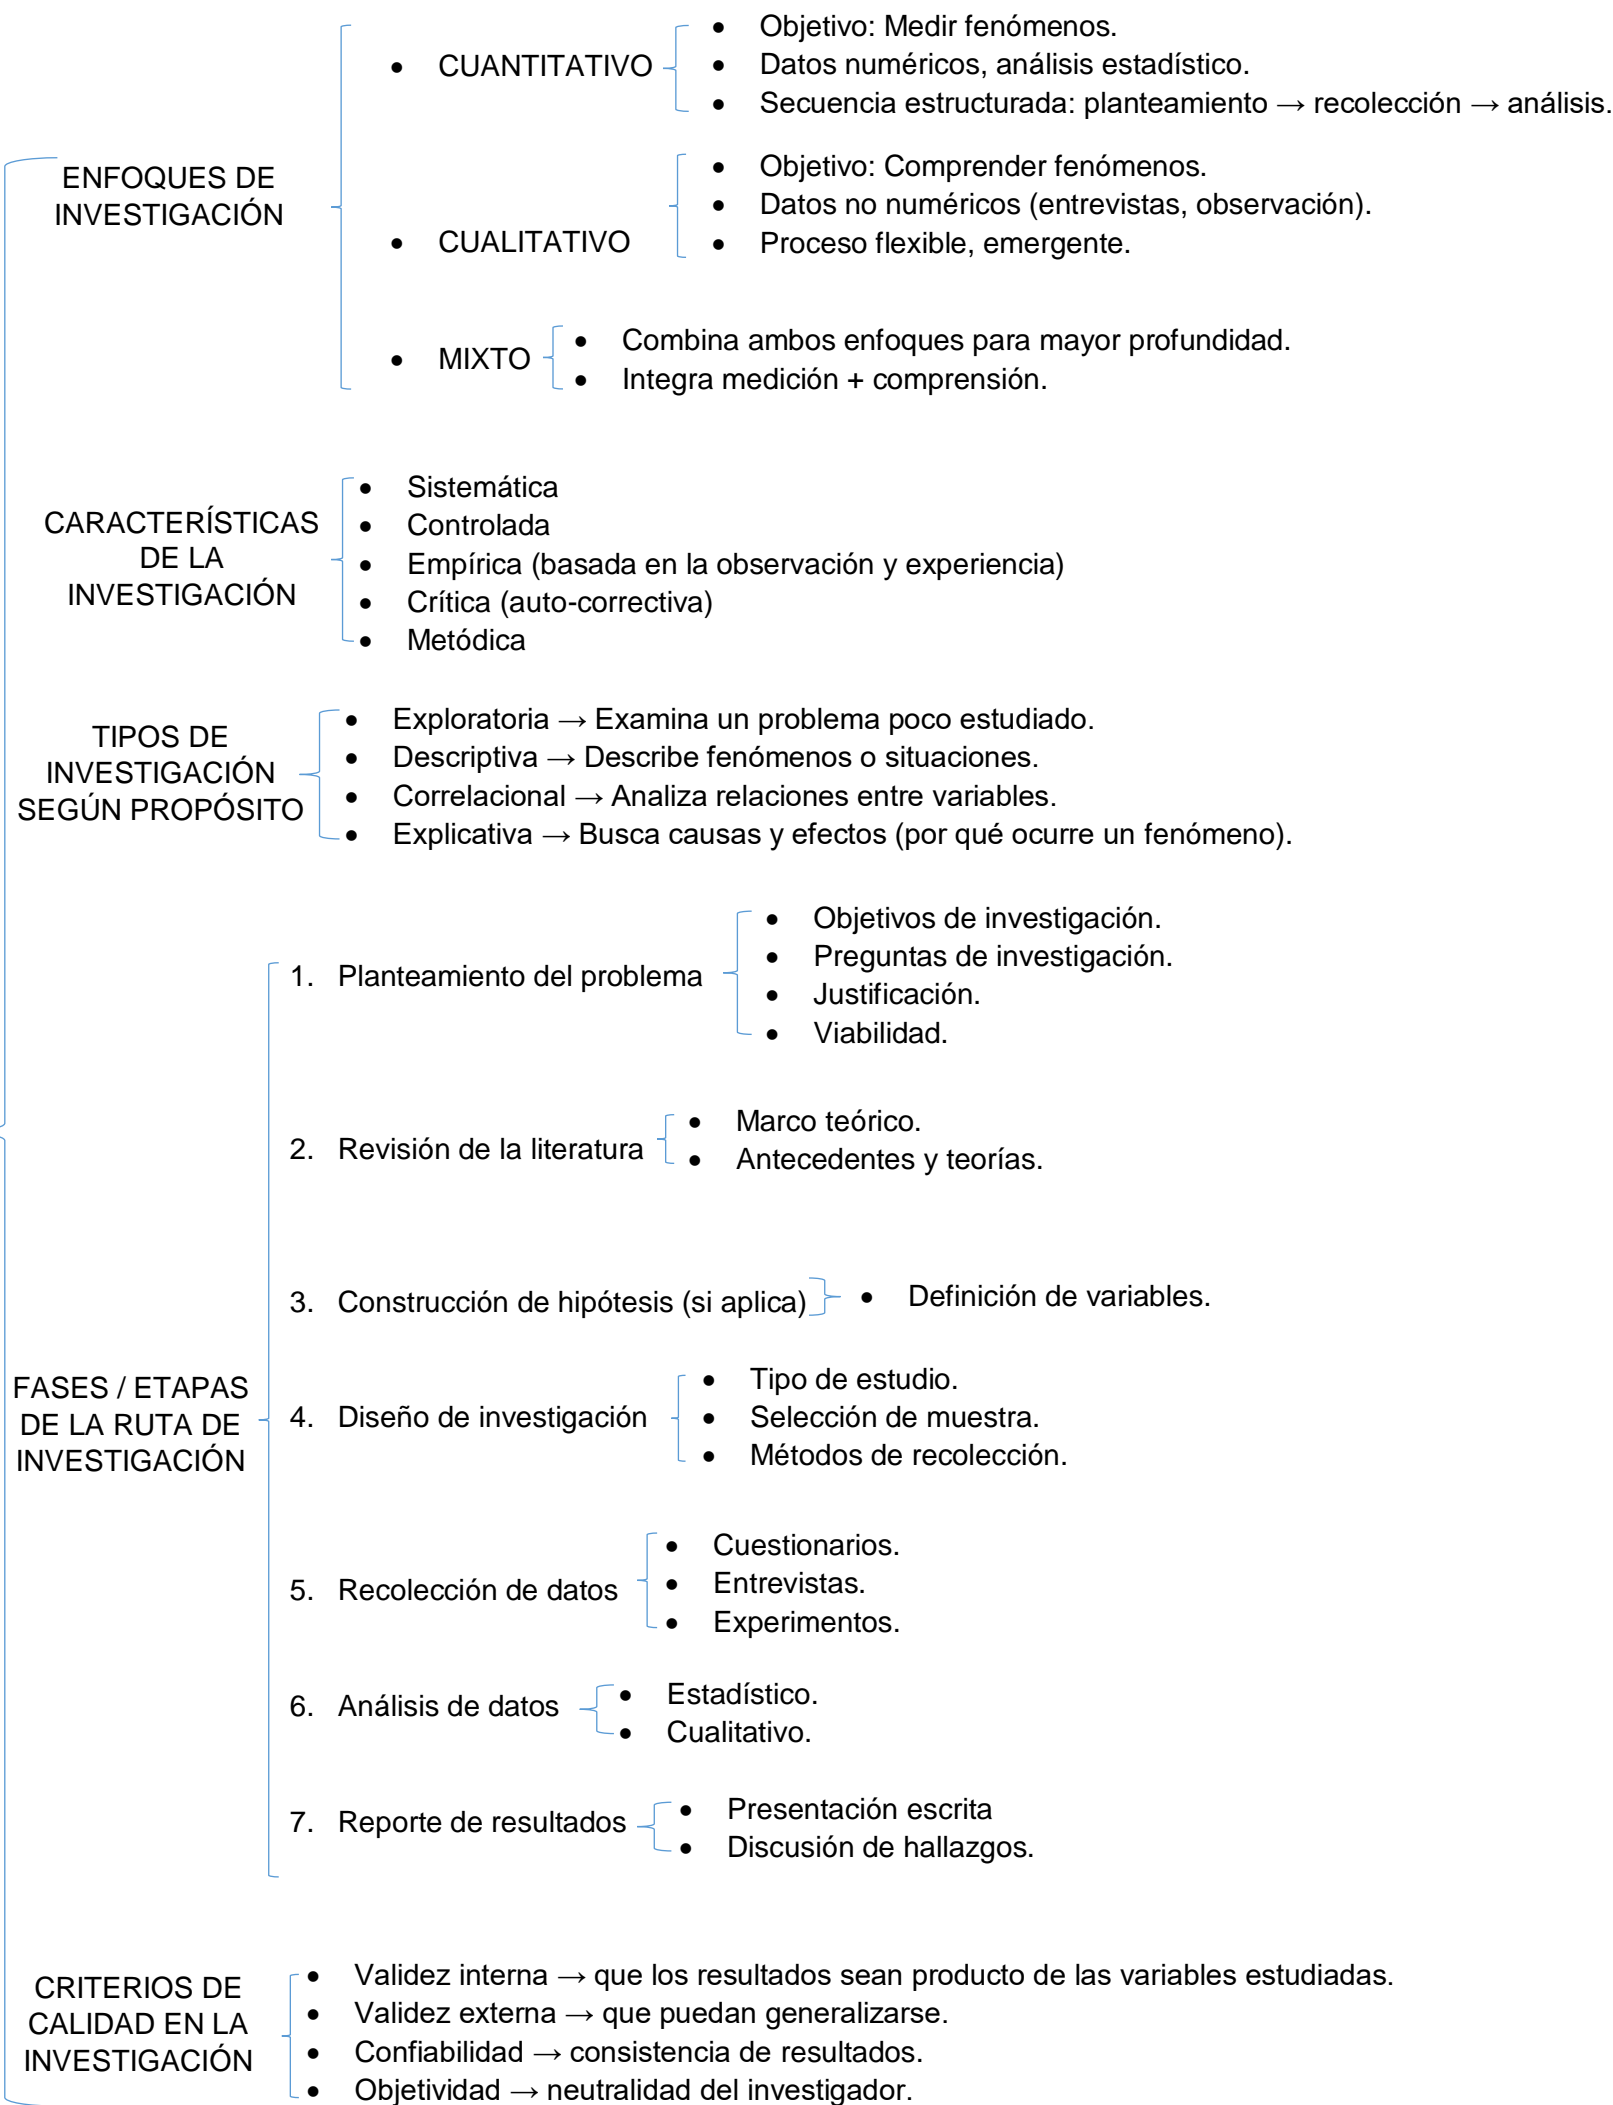 ENFOQUES DE
INVESTIGACIÓN
• CUANTITATIVO
• Objetivo: Medir fenómenos.
• Datos numéricos, análisis estadístico.
• Secuencia estructurada: planteamiento → recolección → análisis.
• CUALITATIVO
• Objetivo: Comprender fenómenos.
• Datos no numéricos (entrevistas, observación).
• Proceso flexible, emergente.
• MIXTO
• Combina ambos enfoques para mayor profundidad.
• Integra medición + comprensión.
CARACTERÍSTICAS
DE LA
INVESTIGACIÓN
• Sistemática
• Controlada
• Empírica (basada en la observación y experiencia)
• Crítica (auto-correctiva)
• Metódica
TIPOS DE
INVESTIGACIÓN
SEGÚN PROPÓSITO
• Exploratoria → Examina un problema poco estudiado.
• Descriptiva → Describe fenómenos o situaciones.
• Correlacional → Analiza relaciones entre variables.
• Explicativa → Busca causas y efectos (por qué ocurre un fenómeno).
FASES / ETAPAS
DE LA RUTA DE
INVESTIGACIÓN
1. Planteamiento del problema
• Objetivos de investigación.
• Preguntas de investigación.
• Justificación.
• Viabilidad.
2. Revisión de la literatura
• Marco teórico.
• Antecedentes y teorías.
3. Construcción de hipótesis (si aplica)
• Definición de variables.
4. Diseño de investigación
• Tipo de estudio.
• Selección de muestra.
• Métodos de recolección.
5. Recolección de datos
• Cuestionarios.
• Entrevistas.
• Experimentos.
6. Análisis de datos
• Estadístico.
• Cualitativo.
7. Reporte de resultados
• Presentación escrita
• Discusión de hallazgos.
CRITERIOS DE
CALIDAD EN LA
INVESTIGACIÓN
• Validez interna → que los resultados sean producto de las variables estudiadas.
• Validez externa → que puedan generalizarse.
• Confiabilidad → consistencia de resultados.
• Objetividad → neutralidad del investigador.